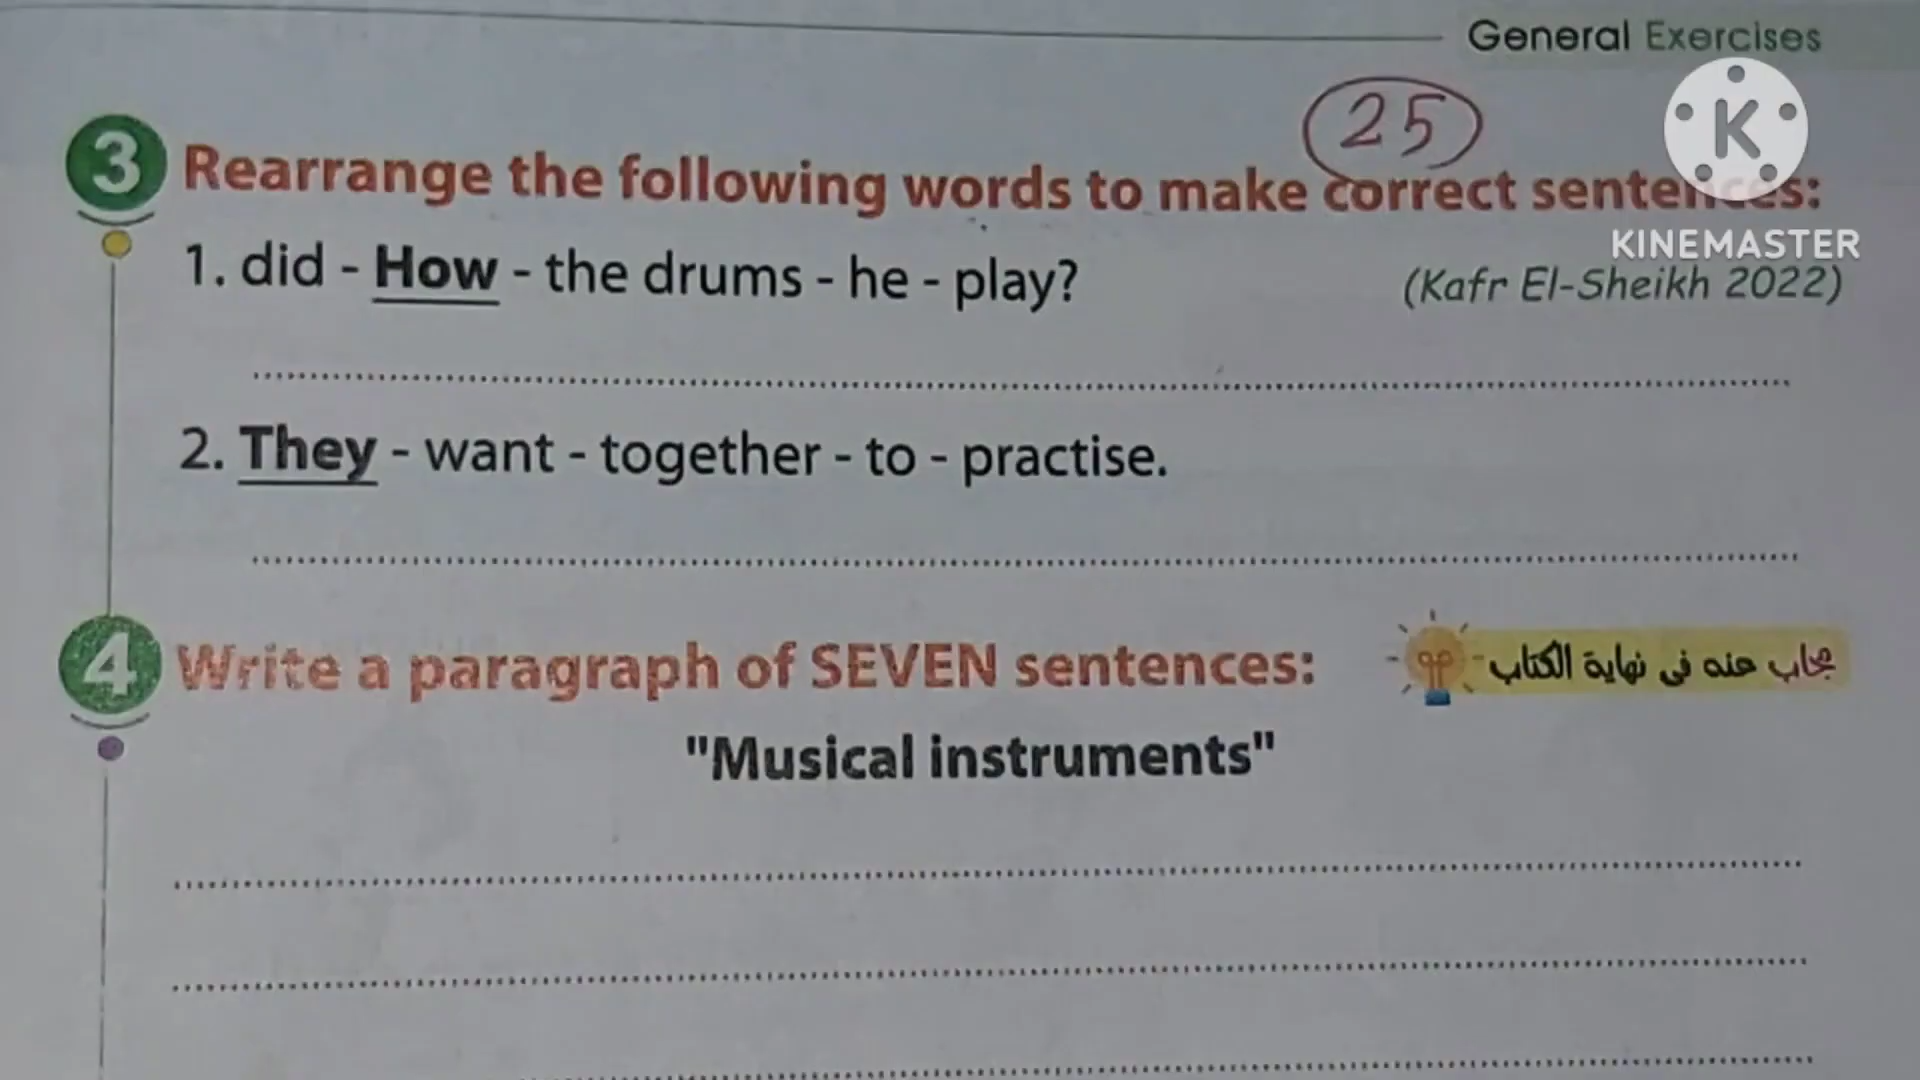 General Exercises
25
K
KINEMASTER
3 Rearrange the following words to make correct sentences:
1. did - How - the drums - he - play?
(Kafr El-Sheikh 2022)
2. They - want - together - to - practise.
4 Write a paragraph of SEVEN sentences:
مجاب عنه فى نهاية الكتاب
"Musical instruments"